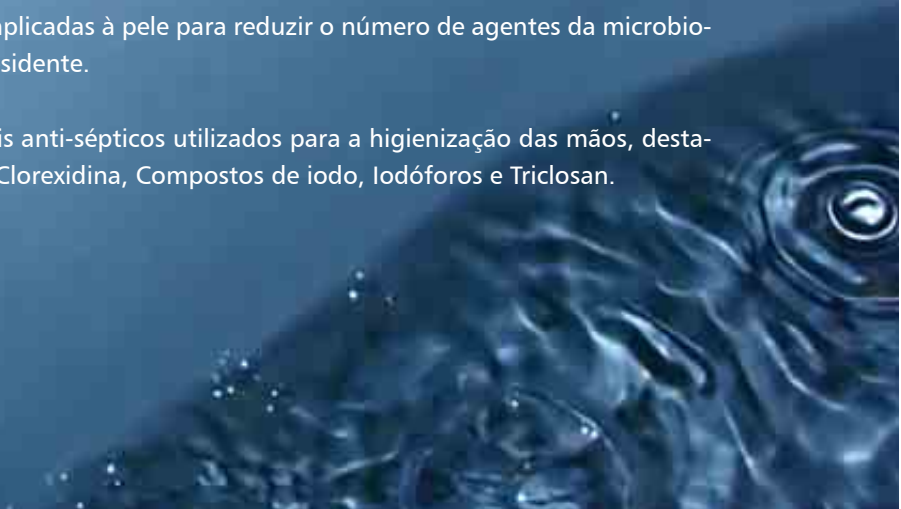 aplicadas à pele para reduzir o número de agentes da microbio-
sidente.
is anti-sépticos utilizados para a higienização das mãos, desta-
Clorexidina, Compostos de iodo, Iodóforos e Triclosan.